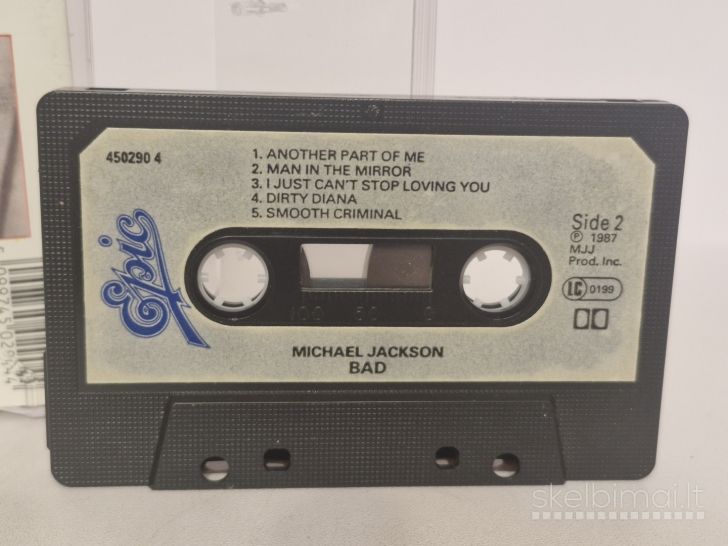 450290 4
1. ANOTHER PART OF ME
2. MAN IN THE MIRROR
3. I JUST CAN'T STOP LOVING YOU
4. DIRTY DIANA
5. SMOOTH CRIMINAL
Epic
Side 2
℗ 1987
MJJ
Prod. Inc.
LC 0199
100 50 0
MICHAEL JACKSON
BAD
skelbimai.lt